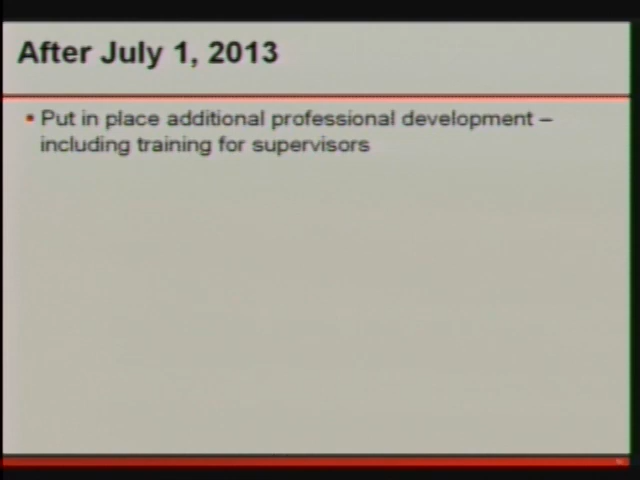 After July 1, 2013
• Put in place additional professional development –
including training for supervisors